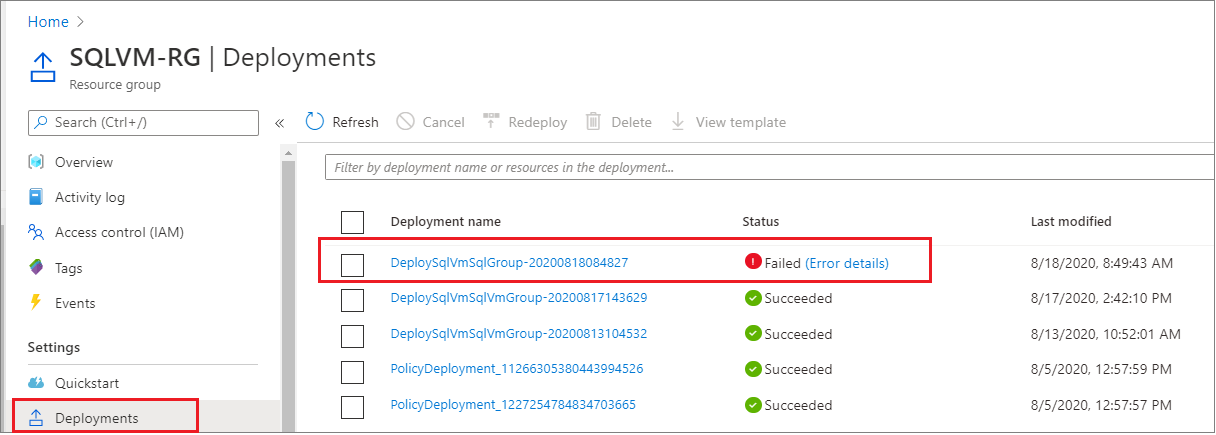 Home
SQLVM-RG | Deployments
Resource group
Search (Ctrl+/)
«
Refresh
Cancel
Redeploy
Delete
View template
Overview
Activity log
Access control (IAM)
Tags
Events
Settings
Quickstart
Deployments
Filter by deployment name or resources in the deployment...
Deployment name Status Last modified
DeploySqlVmSqlGroup-20200818084827 Failed (Error details) 8/18/2020, 8:49:43 AM
DeploySqlVmSqlVmGroup-20200817143629 Succeeded 8/17/2020, 2:42:10 PM
DeploySqlVmSqlVmGroup-20200813104532 Succeeded 8/13/2020, 10:52:01 AM
PolicyDeployment_11266305380443994526 Succeeded 8/5/2020, 12:57:59 PM
PolicyDeployment_1227254784834703665 Succeeded 8/5/2020, 12:57:57 PM